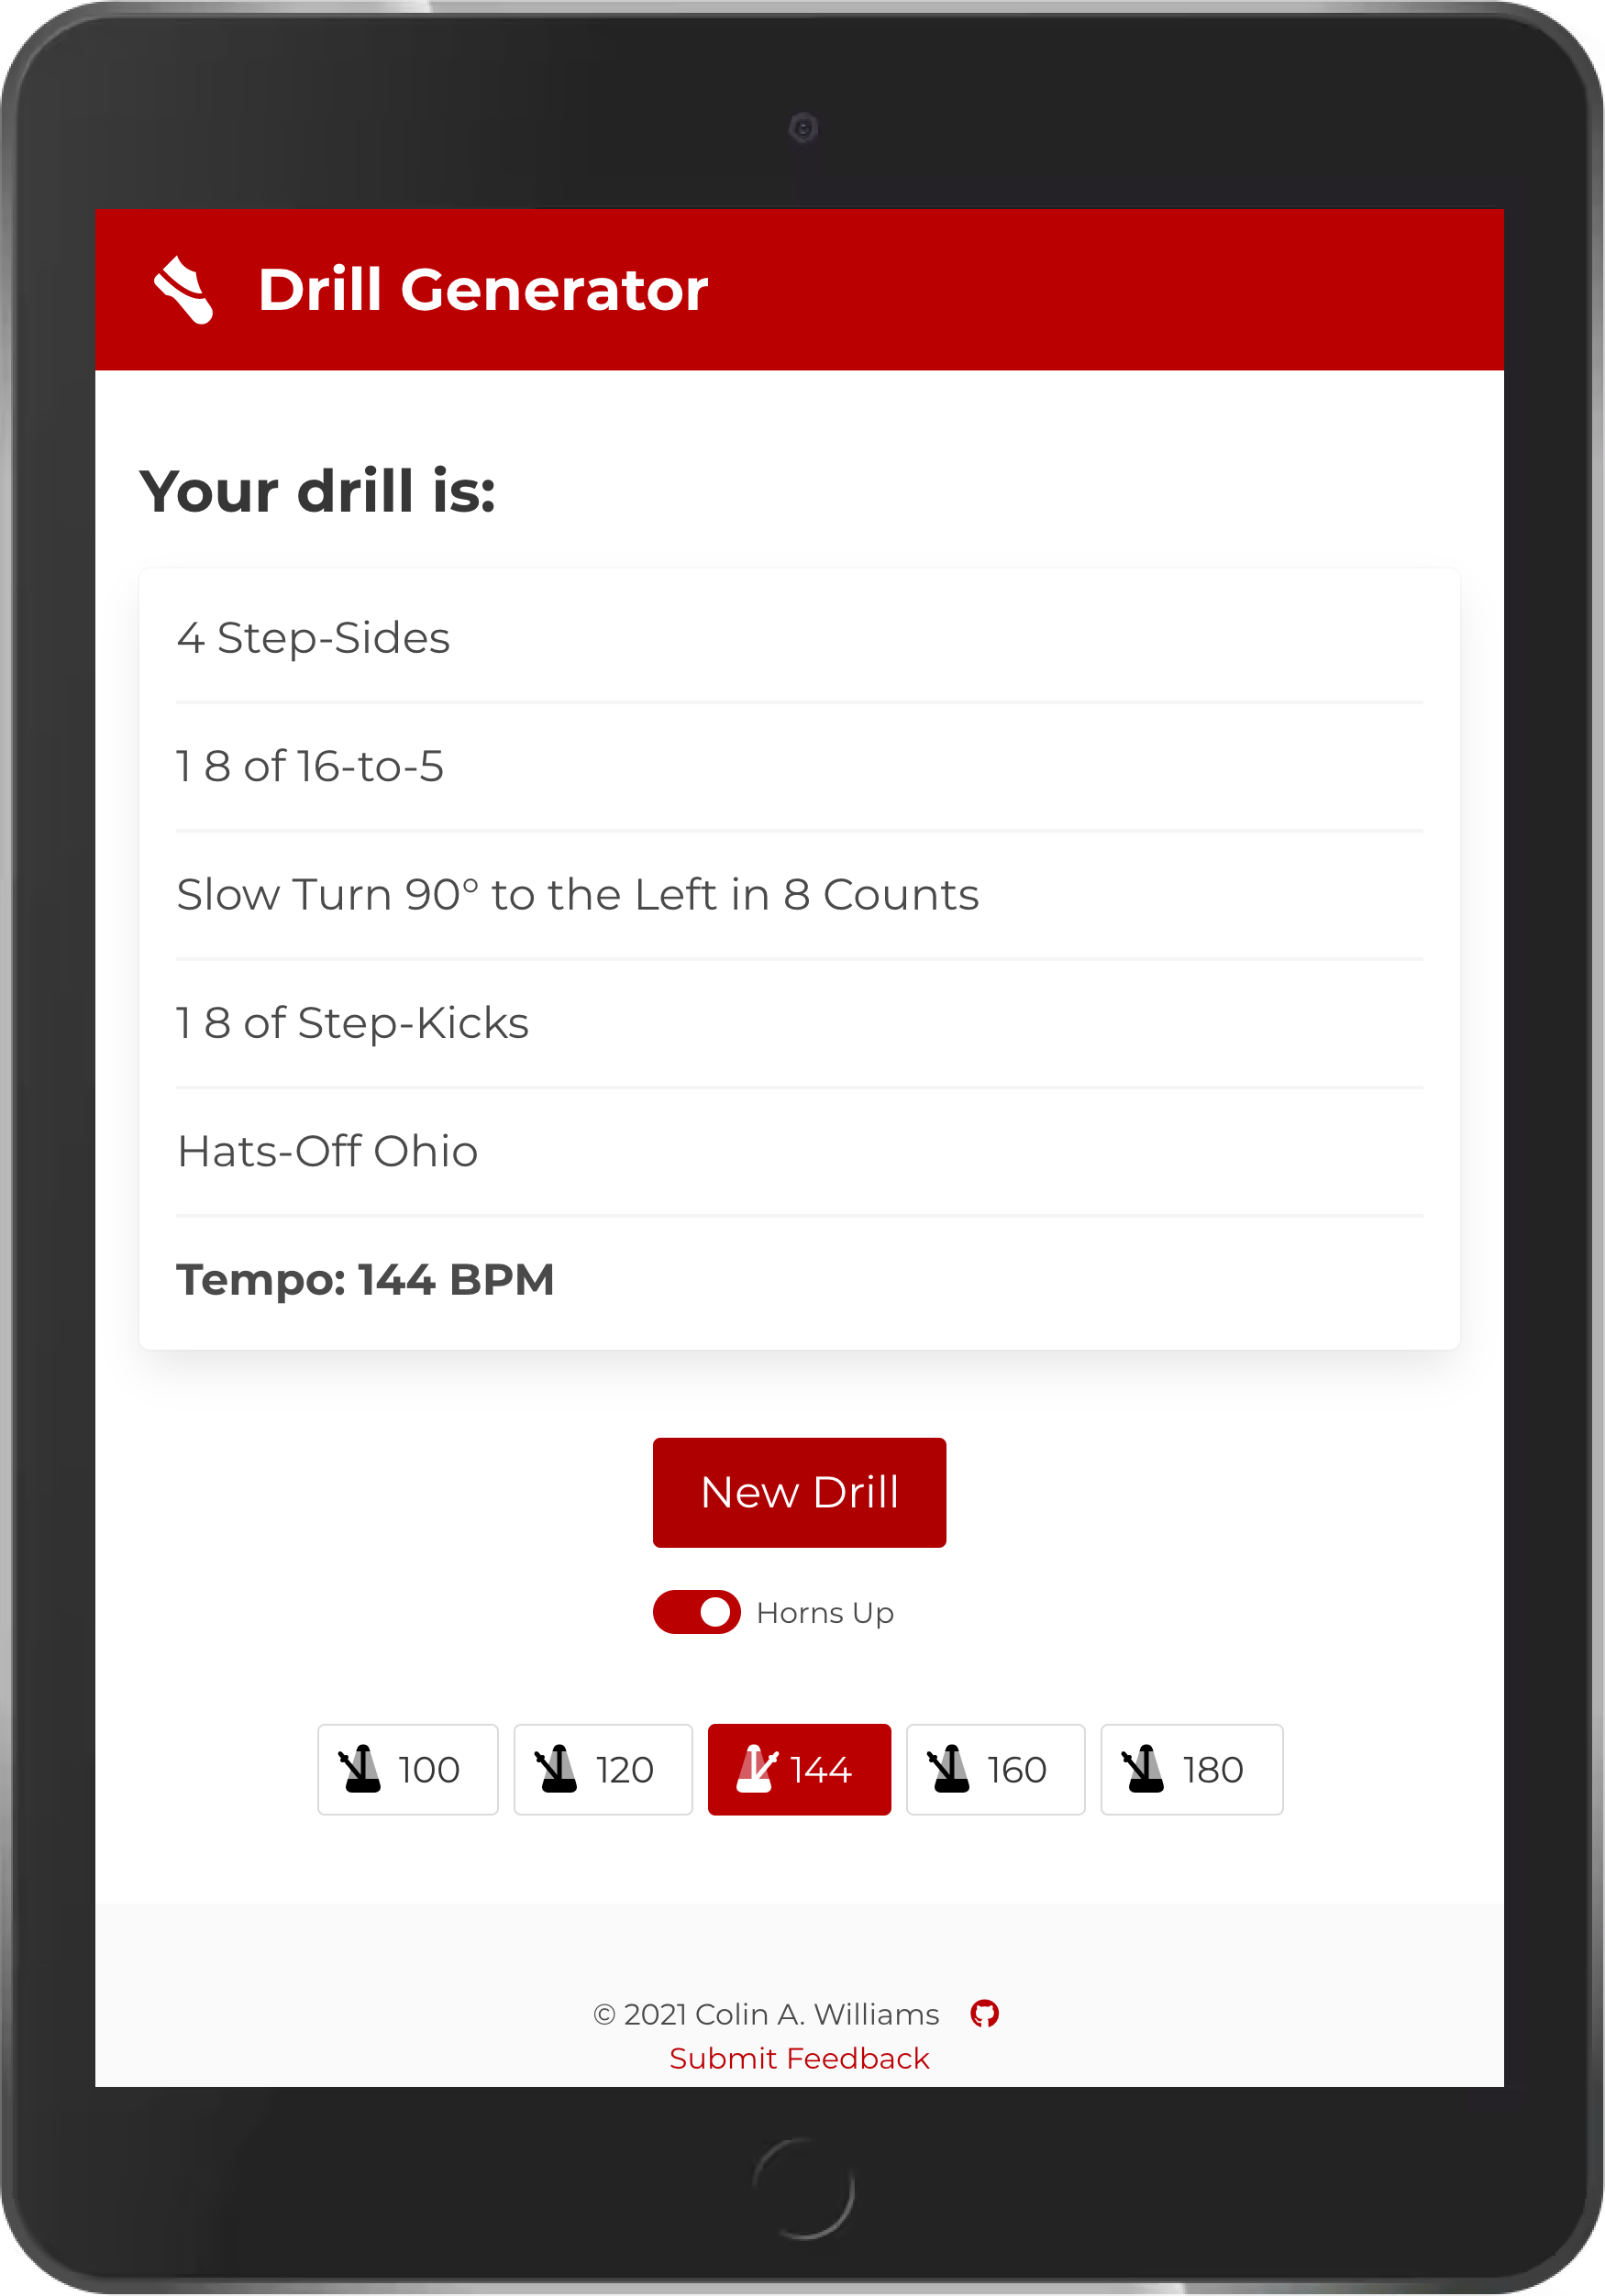 Drill Generator
Your drill is:
4 Step-Sides
1 8 of 16-to-5
Slow Turn 90° to the Left in 8 Counts
1 8 of Step-Kicks
Hats-Off Ohio
Tempo: 144 BPM
New Drill
Horns Up
100 120 144 160 180
© 2021 Colin A. Williams
Submit Feedback